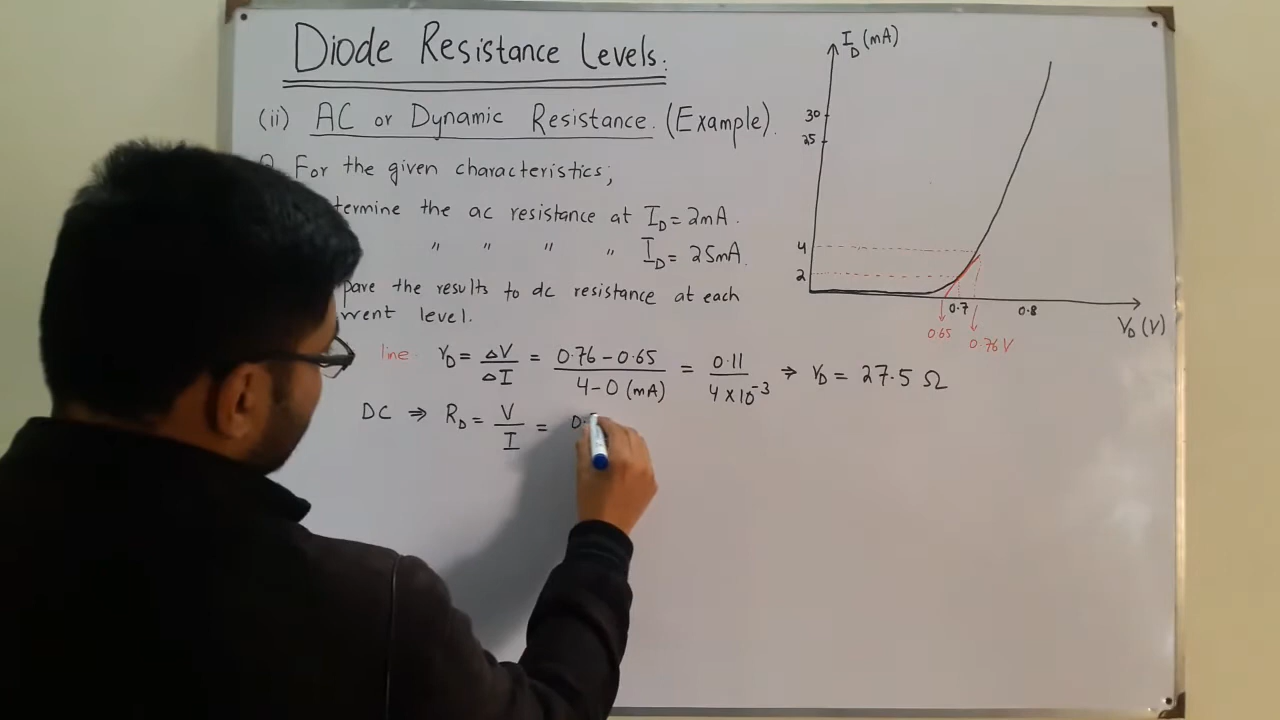 Diode Resistance Levels.
(ii) AC or Dynamic Resistance. (Example).
For the given characteristics;
the ac resistance at I_D = 2mA.
" " " " I_D = 25mA.
the results to dc resistance at each
level.
line. r_D = ΔV/ΔI = 0.76 - 0.65 / 4 - 0 (mA) = 0.11 / 4 x 10^-3 ⇒ r_D = 27.5 Ω
DC ⇒ R_D = V/I =
I_D (mA)
30
25
4
2
0.7 0.8
V_D (V)
0.65 0.76 V